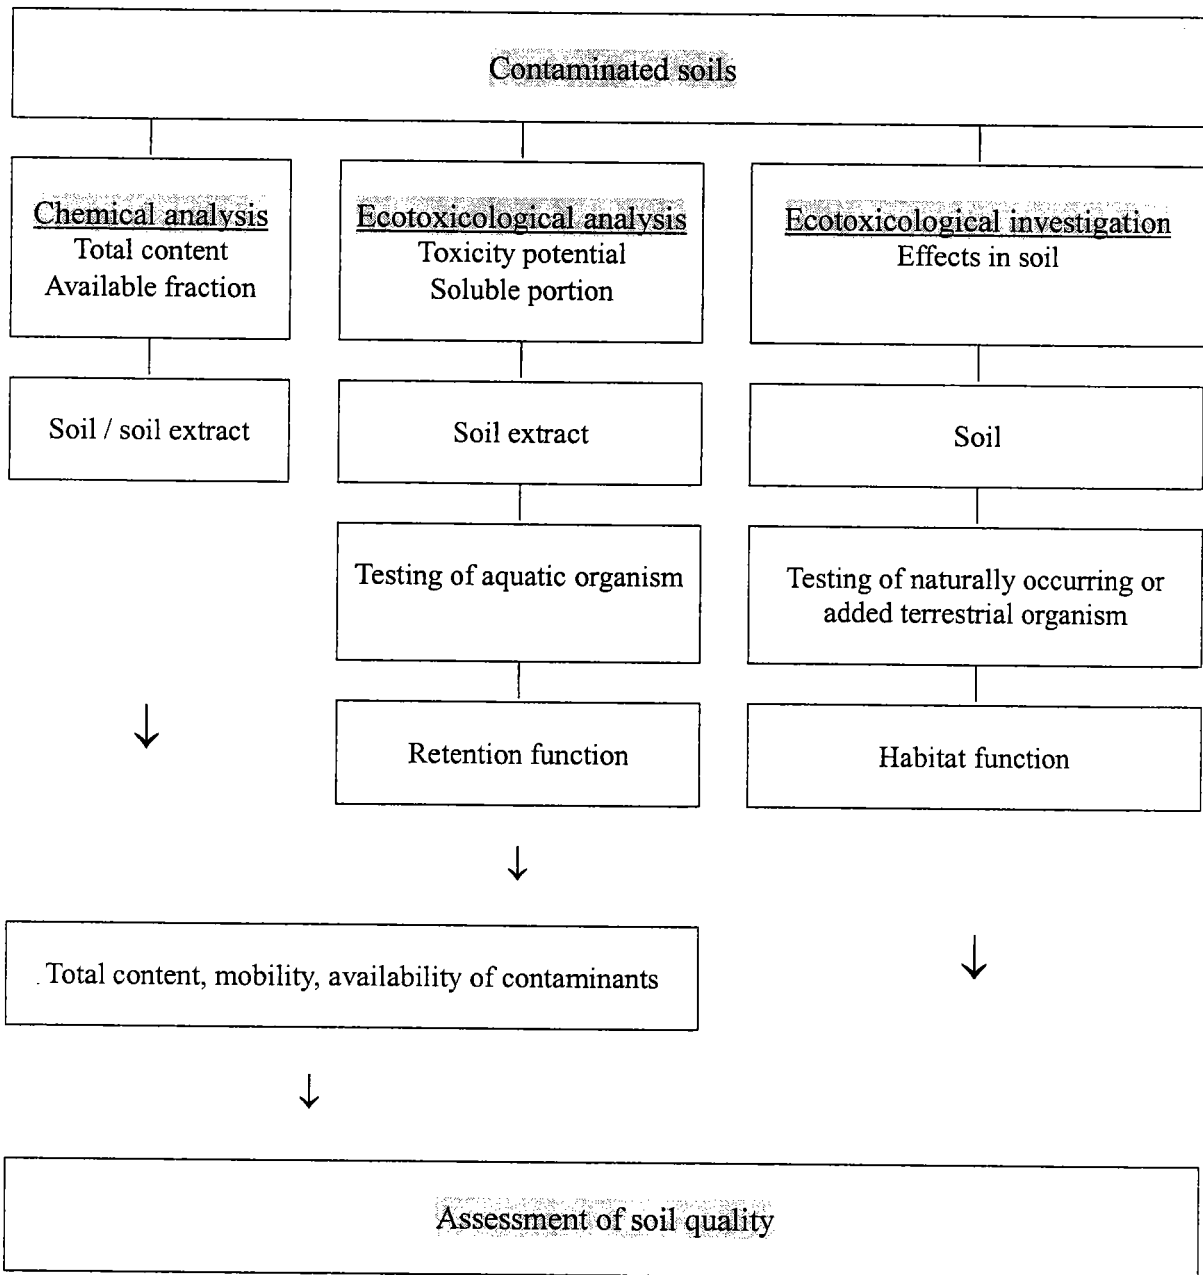 Contaminated soils
Chemical analysis
Total content
Available fraction
Ecotoxicological analysis
Toxicity potential
Soluble portion
Ecotoxicological investigation
Effects in soil
Soil / soil extract
Soil extract
Soil
Testing of aquatic organism
Testing of naturally occurring or
added terrestrial organism
Retention function
Habitat function
Total content, mobility, availability of contaminants
Assessment of soil quality